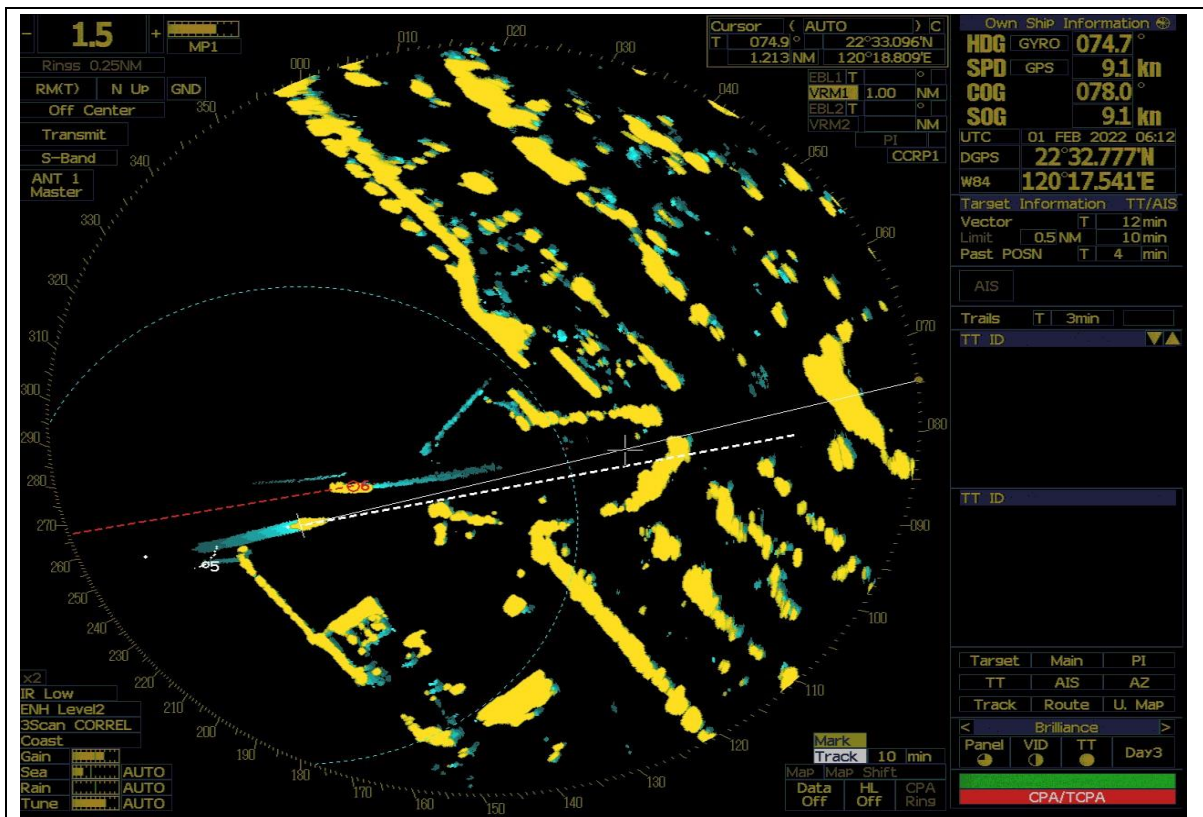 - 1.5 +
MP1
Rings 0.25NM
RM(T) N Up GND
Off Center
Transmit
S-Band
ANT 1
Master
Cursor ( AUTO ) C
T 074.9 ° 22°33.096'N
1.213 NM 120°18.809'E
EBL1 T °
VRM1 1.00 NM
EBL2 T °
VRM2 NM
PI
CCRP1
Own Ship Information
HDG GYRO 074.7 °
SPD GPS 9.1 kn
COG 078.0 °
SOG 9.1 kn
UTC 01 FEB 2022 06:12
DGPS 22°32.777'N
W84 120°17.541'E
Target Information TT/AIS
Vector T 12 min
Limit 0.5 NM 10 min
Past POSN T 4 min
AIS
Trails T 3min
TT ID
TT ID
000
010
020
030
040
050
060
070
080
090
100
110
120
130
140
150
160
170
180
190
200
210
220
230
240
250
260
270
280
290
300
310
320
330
340
350
6
5
x2
IR Low
ENH Level2
3Scan CORREL
Coast
Gain
Sea AUTO
Rain AUTO
Tune AUTO
Mark
Track 10 min
Map Map Shift
Data Off HL Off CPA Ring
Target Main PI
TT AIS AZ
Track Route U. Map
< Brilliance >
Panel VID TT Day3
CPA/TCPA